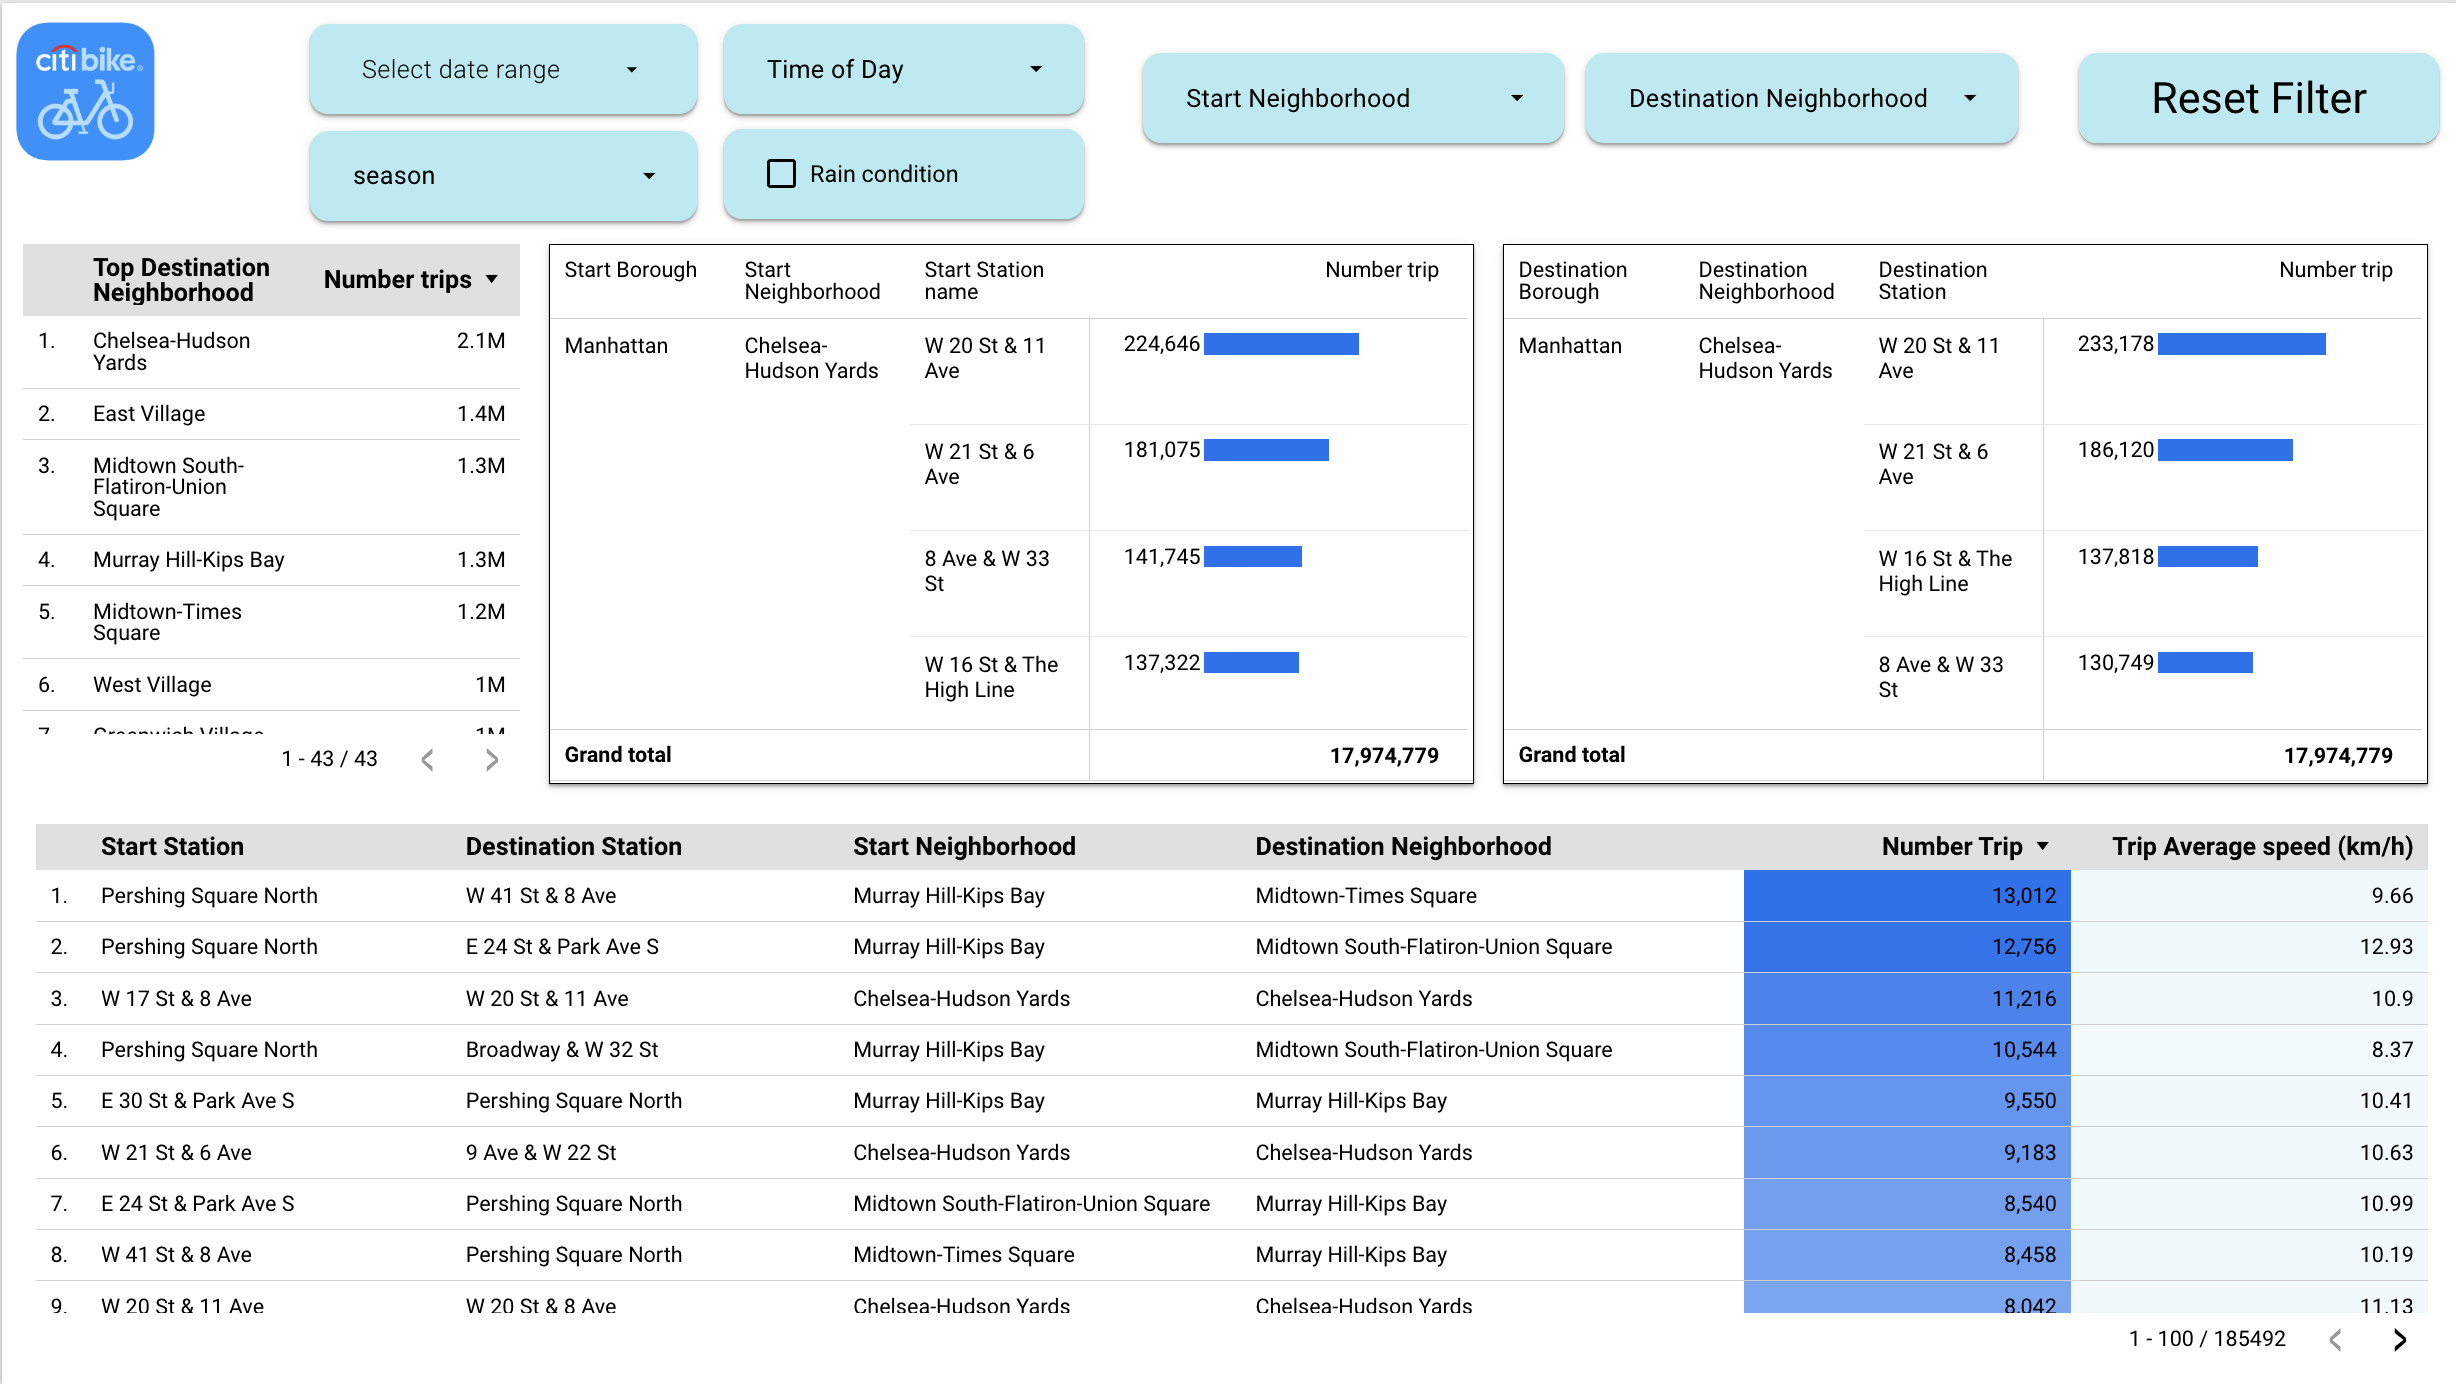 citi bike
Select date range
Time of Day
Start Neighborhood
Destination Neighborhood
Reset Filter
season
Rain condition
Top Destination Neighborhood Number trips
1. Chelsea-Hudson Yards 2.1M
2. East Village 1.4M
3. Midtown South-Flatiron-Union Square 1.3M
4. Murray Hill-Kips Bay 1.3M
5. Midtown-Times Square 1.2M
6. West Village 1M
7. Greenwich Village 1M
1 - 43 / 43
Start Borough Start Neighborhood Start Station name Number trip
Manhattan Chelsea-Hudson Yards W 20 St & 11 Ave 224,646
W 21 St & 6 Ave 181,075
8 Ave & W 33 St 141,745
W 16 St & The High Line 137,322
Grand total 17,974,779
Destination Borough Destination Neighborhood Destination Station Number trip
Manhattan Chelsea-Hudson Yards W 20 St & 11 Ave 233,178
W 21 St & 6 Ave 186,120
W 16 St & The High Line 137,818
8 Ave & W 33 St 130,749
Grand total 17,974,779
Start Station Destination Station Start Neighborhood Destination Neighborhood Number Trip Trip Average speed (km/h)
1. Pershing Square North W 41 St & 8 Ave Murray Hill-Kips Bay Midtown-Times Square 13,012 9.66
2. Pershing Square North E 24 St & Park Ave S Murray Hill-Kips Bay Midtown South-Flatiron-Union Square 12,756 12.93
3. W 17 St & 8 Ave W 20 St & 11 Ave Chelsea-Hudson Yards Chelsea-Hudson Yards 11,216 10.9
4. Pershing Square North Broadway & W 32 St Murray Hill-Kips Bay Midtown South-Flatiron-Union Square 10,544 8.37
5. E 30 St & Park Ave S Pershing Square North Murray Hill-Kips Bay Murray Hill-Kips Bay 9,550 10.41
6. W 21 St & 6 Ave 9 Ave & W 22 St Chelsea-Hudson Yards Chelsea-Hudson Yards 9,183 10.63
7. E 24 St & Park Ave S Pershing Square North Midtown South-Flatiron-Union Square Murray Hill-Kips Bay 8,540 10.99
8. W 41 St & 8 Ave Pershing Square North Midtown-Times Square Murray Hill-Kips Bay 8,458 10.19
9. W 20 St & 11 Ave W 20 St & 8 Ave Chelsea-Hudson Yards Chelsea-Hudson Yards 8,042 11.13
1 - 100 / 185492